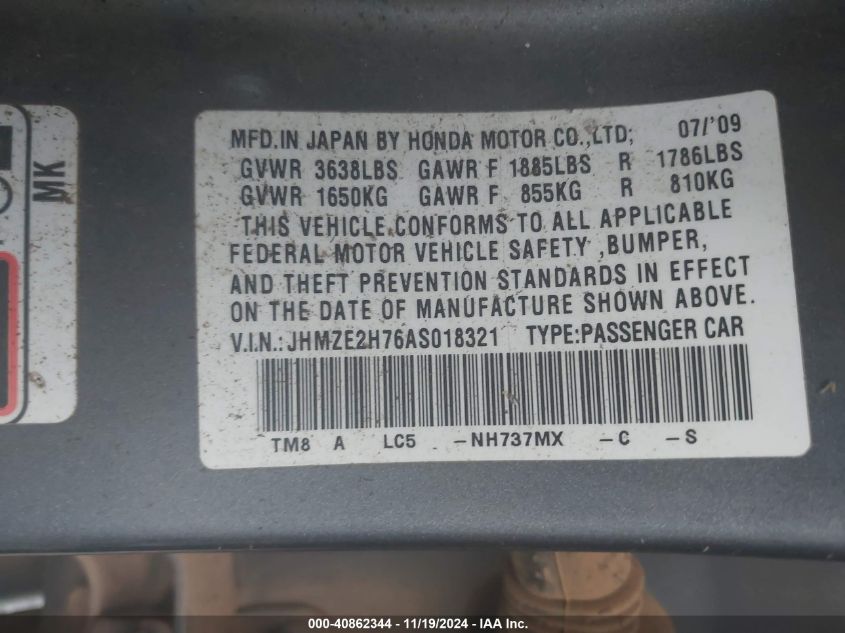 MK
MFD.IN JAPAN BY HONDA MOTOR CO.,LTD; 07/'09
GVWR 3638LBS GAWR F 1885LBS R 1786LBS
GVWR 1650KG GAWR F 855KG R 810KG
THIS VEHICLE CONFORMS TO ALL APPLICABLE
FEDERAL MOTOR VEHICLE SAFETY ,BUMPER,
AND THEFT PREVENTION STANDARDS IN EFFECT
ON THE DATE OF MANUFACTURE SHOWN ABOVE.
V.I.N.:JHMZE2H76AS018321 TYPE:PASSENGER CAR
TM8 A LC5 -NH737MX -C -S
000-40862344 - 11/19/2024 - IAA Inc.